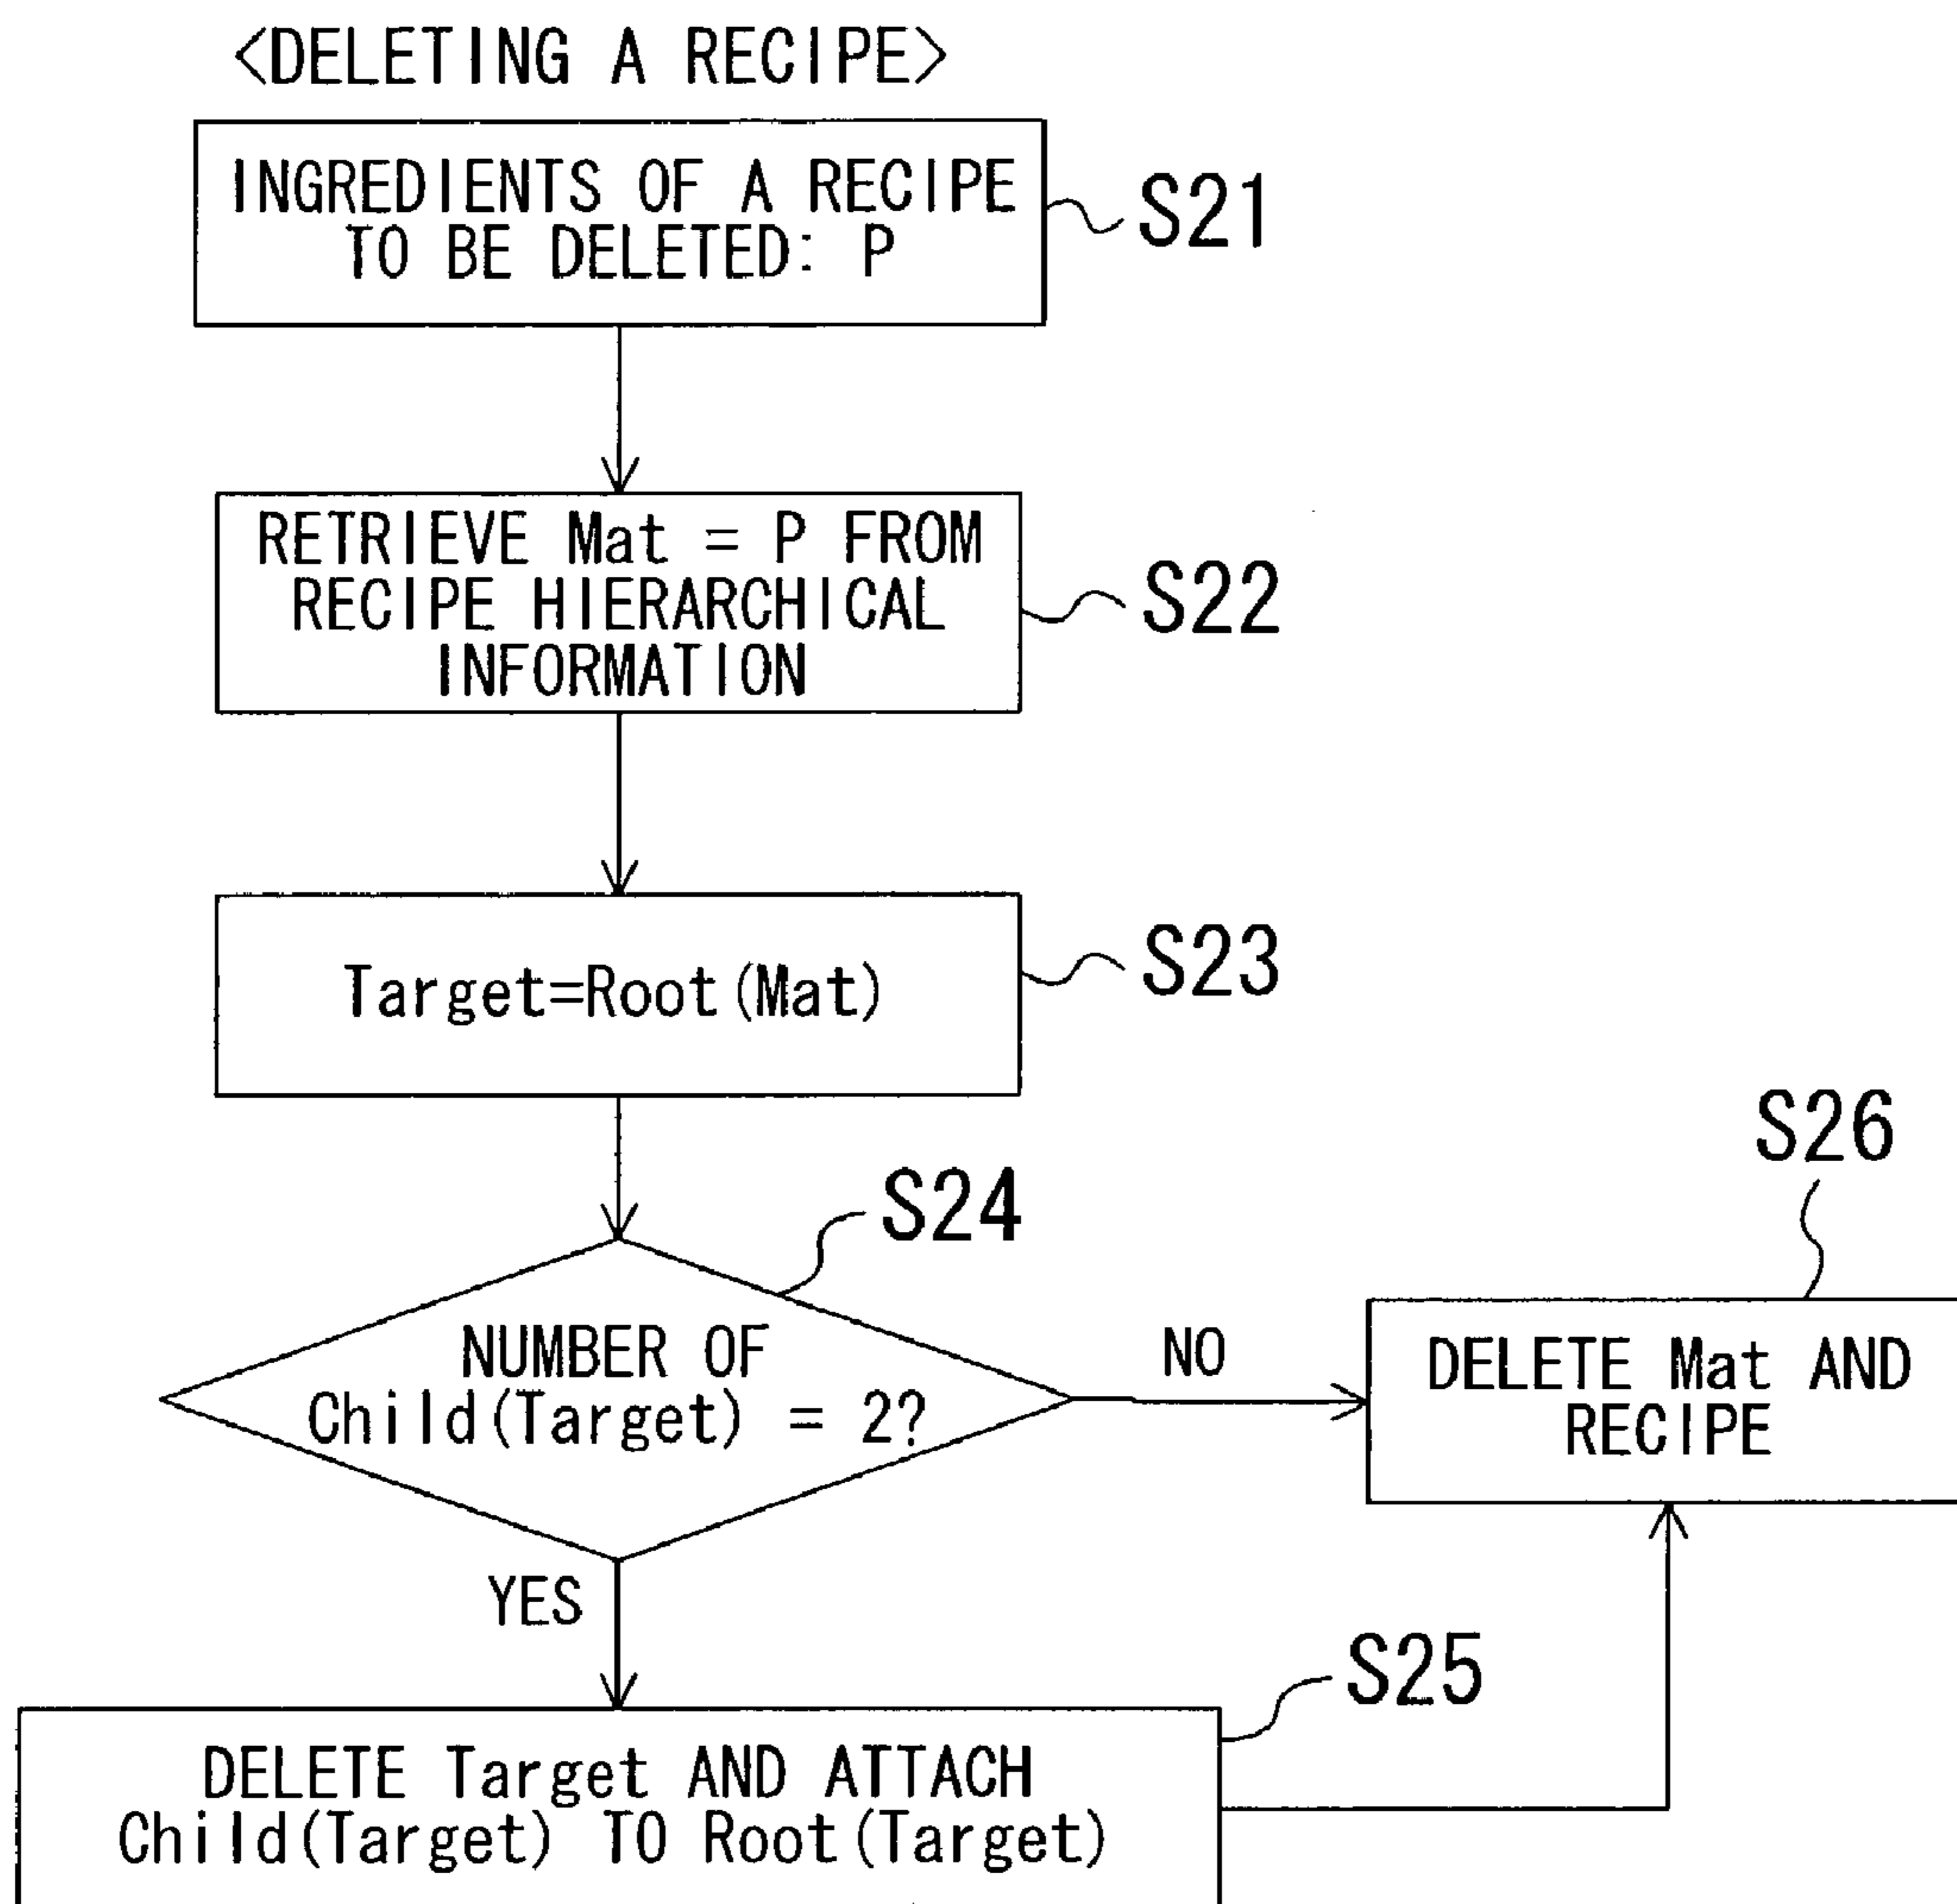 <DELETING A RECIPE>
INGREDIENTS OF A RECIPE
TO BE DELETED: P
S21
RETRIEVE Mat = P FROM
RECIPE HIERARCHICAL
INFORMATION
S22
Target=Root(Mat)
S23
S24
NUMBER OF
Child(Target) = 2?
NO
YES
S26
DELETE Mat AND
RECIPE
S25
DELETE Target AND ATTACH
Child(Target) TO Root(Target)